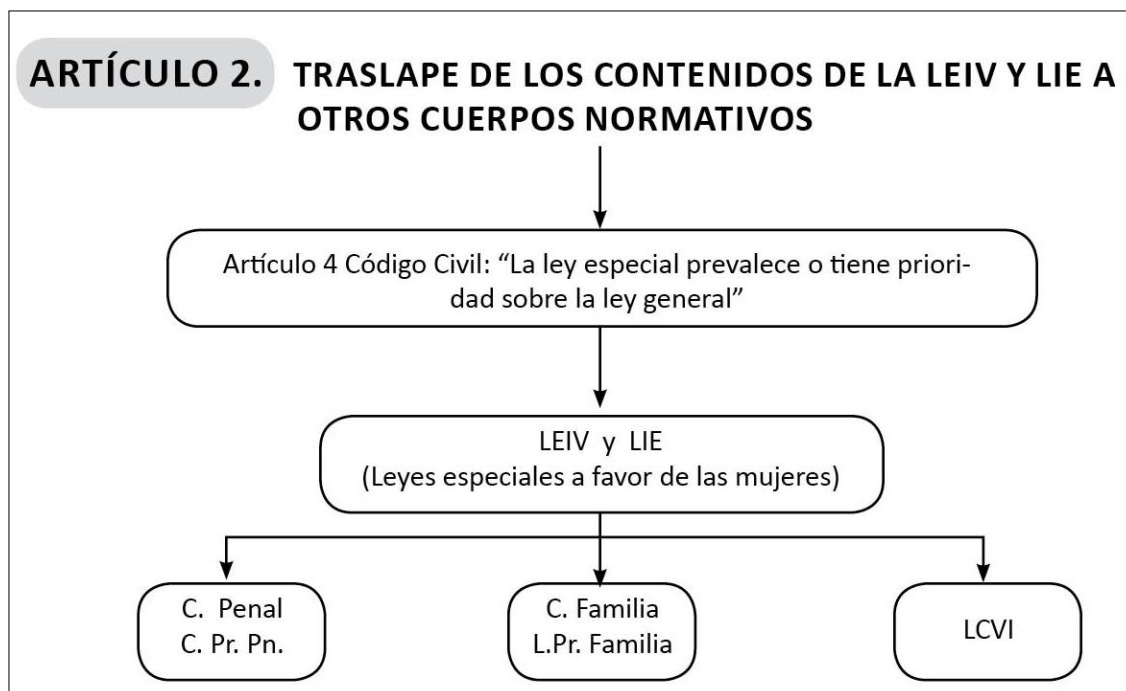 ARTÍCULO 2. TRASLAPE DE LOS CONTENIDOS DE LA LEIV Y LIE A
OTROS CUERPOS NORMATIVOS
Artículo 4 Código Civil: “La ley especial prevalece o tiene priori-
dad sobre la ley general”
LEIV y LIE
(Leyes especiales a favor de las mujeres)
C. Penal
C. Pr. Pn.
C. Familia
L.Pr. Familia
LCVI